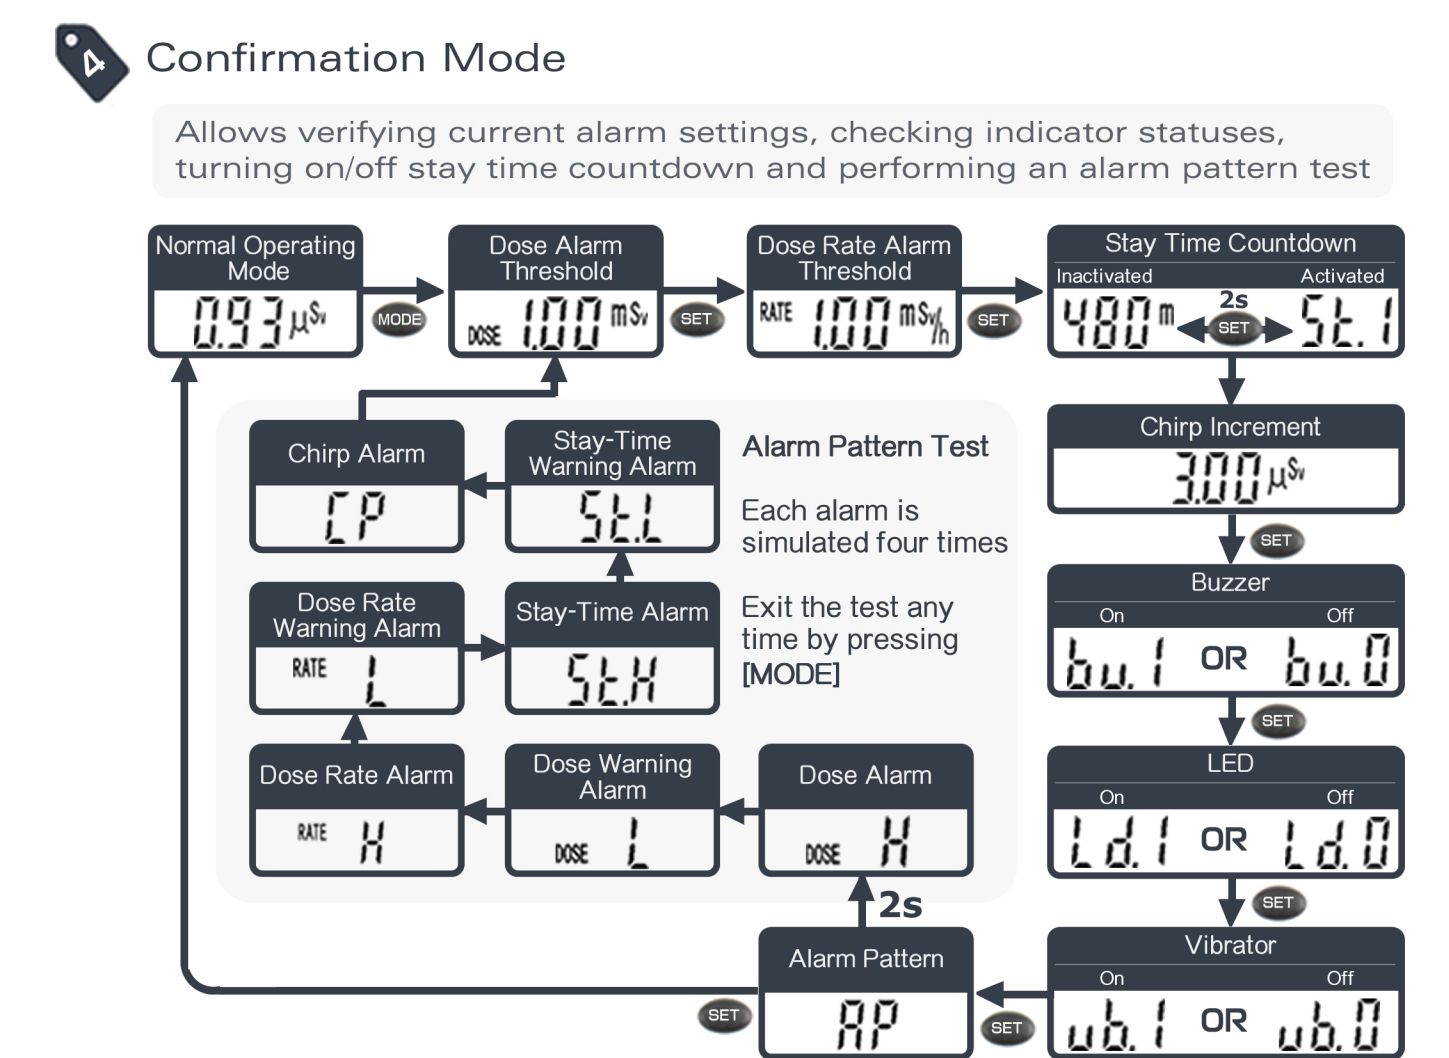 4
Confirmation Mode
Allows verifying current alarm settings, checking indicator statuses,
turning on/off stay time countdown and performing an alarm pattern test
Normal Operating
Mode
0.93 μSv
MODE
Dose Alarm
Threshold
DOSE 1.00 mSv
SET
Dose Rate Alarm
Threshold
RATE 1.00 mSv/h
SET
Stay Time Countdown
Inactivated Activated
480 m 2s SET St.1
Chirp Increment
3.00 μSv
SET
Buzzer
On Off
bu.1 OR bu.0
SET
LED
On Off
Ld.1 OR Ld.0
SET
Vibrator
On Off
ub.1 OR ub.0
SET
Alarm Pattern
AP
SET
2s
Dose Alarm
DOSE H
Dose Warning
Alarm
DOSE L
Dose Rate Alarm
RATE H
Dose Rate
Warning Alarm
RATE L
Stay-Time Alarm
St.H
Stay-Time
Warning Alarm
St.L
Chirp Alarm
CP
Alarm Pattern Test
Each alarm is
simulated four times
Exit the test any
time by pressing
[MODE]